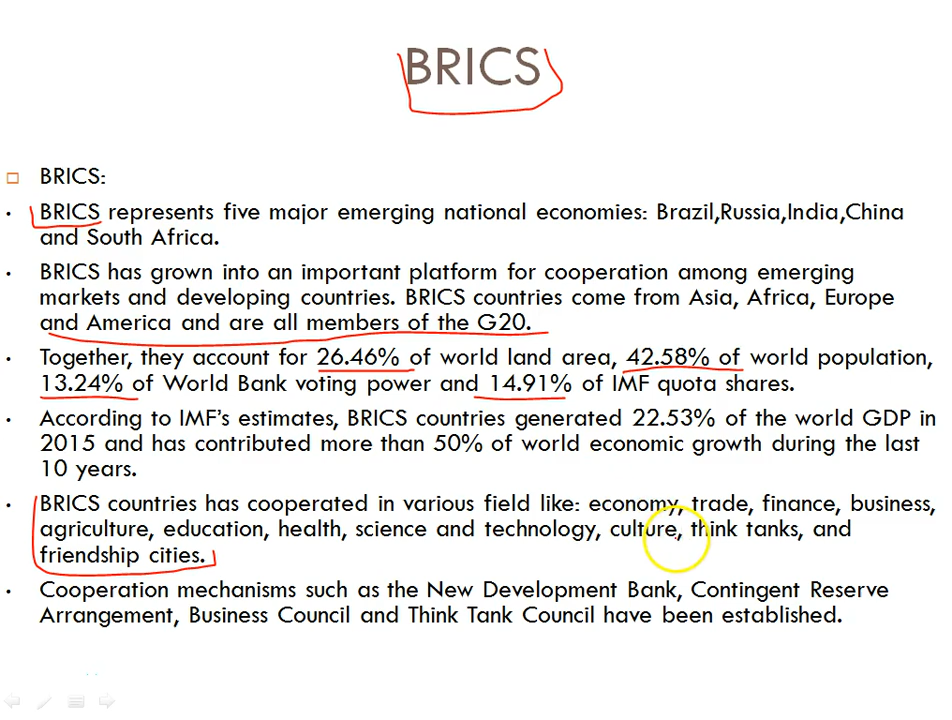 BRICS
BRICS:
BRICS represents five major emerging national economies: Brazil,Russia,India,China
and South Africa.
BRICS has grown into an important platform for cooperation among emerging
markets and developing countries. BRICS countries come from Asia, Africa, Europe
and America and are all members of the G20.
Together, they account for 26.46% of world land area, 42.58% of world population,
13.24% of World Bank voting power and 14.91% of IMF quota shares.
According to IMF's estimates, BRICS countries generated 22.53% of the world GDP in
2015 and has contributed more than 50% of world economic growth during the last
10 years.
BRICS countries has cooperated in various field like: economy, trade, finance, business,
agriculture, education, health, science and technology, culture, think tanks, and
friendship cities.
Cooperation mechanisms such as the New Development Bank, Contingent Reserve
Arrangement, Business Council and Think Tank Council have been established.